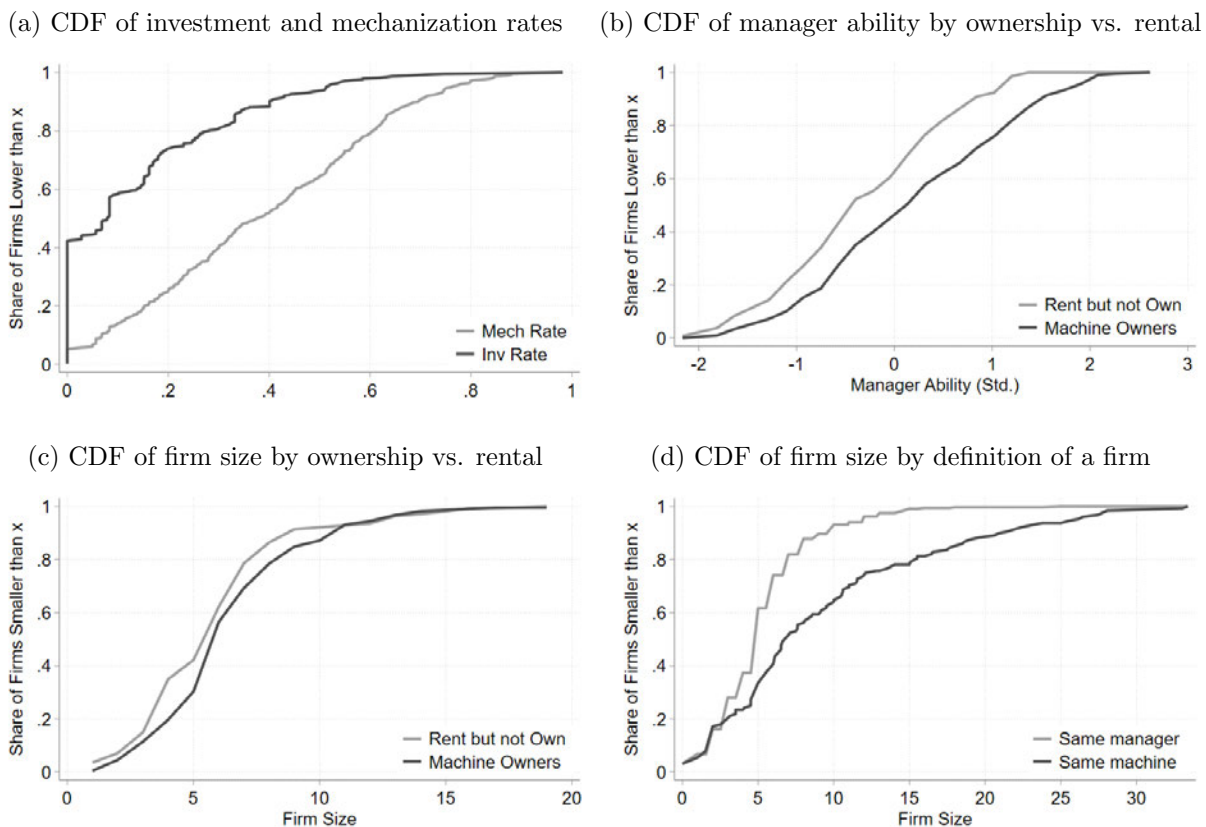 (a) CDF of investment and mechanization rates
Share of Firms Lower than x
1
.8
.6
.4
.2
0
Mech Rate
Inv Rate
0 .2 .4 .6 .8 1
(b) CDF of manager ability by ownership vs. rental
Share of Firms Lower than x
1
.8
.6
.4
.2
0
Rent but not Own
Machine Owners
-2 -1 0 1 2 3
Manager Ability (Std.)
(c) CDF of firm size by ownership vs. rental
Share of Firms Smaller than x
1
.8
.6
.4
.2
0
Rent but not Own
Machine Owners
0 5 10 15 20
Firm Size
(d) CDF of firm size by definition of a firm
Share of Firms Smaller than x
1
.8
.6
.4
.2
0
Same manager
Same machine
0 5 10 15 20 25 30
Firm Size